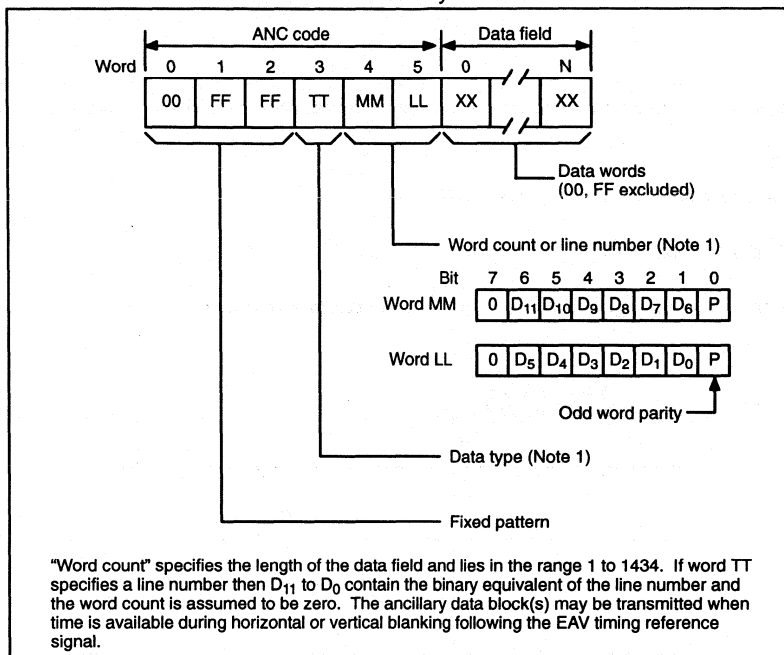 ANC code Data field
Word 0 1 2 3 4 5 0 N
00 FF FF TT MM LL XX XX
Data words
(00, FF excluded)
Word count or line number (Note 1)
Bit 7 6 5 4 3 2 1 0
Word MM 0 D11 D10 D9 D8 D7 D6 P
Word LL 0 D5 D4 D3 D2 D1 D0 P
Odd word parity
Data type (Note 1)
Fixed pattern
"Word count" specifies the length of the data field and lies in the range 1 to 1434. If word TT
specifies a line number then D11 to D0 contain the binary equivalent of the line number and
the word count is assumed to be zero. The ancillary data block(s) may be transmitted when
time is available during horizontal or vertical blanking following the EAV timing reference
signal.